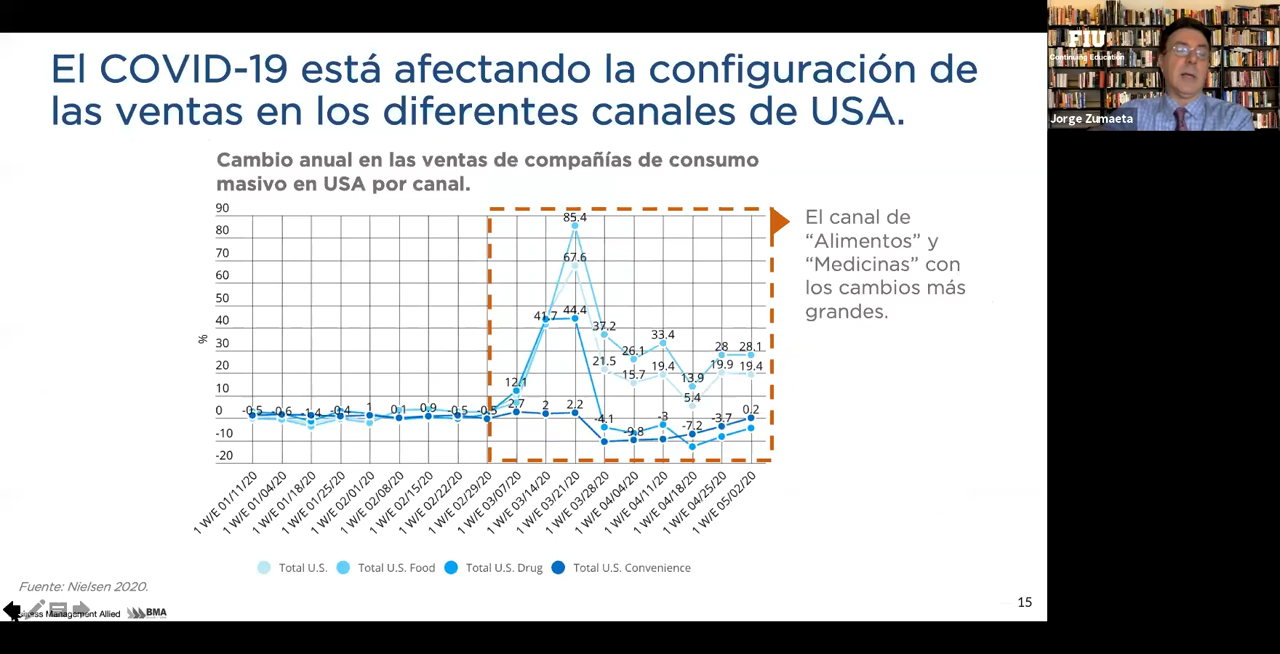 El COVID-19 está afectando la configuración de
las ventas en los diferentes canales de USA.
Cambio anual en las ventas de compañías de consumo
masivo en USA por canal.
90
80
70
60
50
40
30
20
10
0
-10
-20
%
85.4
67.6
41.7
44.4
37.2
33.4
26.1
28
28.1
21.5
15.7
19.4
19.9
19.4
13.9
12.1
5.4
-0.5
-0.6
-1.4
-0.4
1
0.1
0.9
-0.5
-0.5
2.7
2
2.2
-4.1
-9.8
-3
-7.2
-3.7
0.2
1 W/E 01/11/20
1 W/E 01/04/20
1 W/E 01/18/20
1 W/E 01/25/20
1 W/E 02/01/20
1 W/E 02/08/20
1 W/E 02/15/20
1 W/E 02/22/20
1 W/E 02/29/20
1 W/E 03/07/20
1 W/E 03/14/20
1 W/E 03/21/20
1 W/E 03/28/20
1 W/E 04/04/20
1 W/E 04/11/20
1 W/E 04/18/20
1 W/E 04/25/20
1 W/E 05/02/20
Total U.S.
Total U.S. Food
Total U.S. Drug
Total U.S. Convenience
El canal de
“Alimentos” y
“Medicinas” con
los cambios más
grandes.
Fuente: Nielsen 2020.
Management Allied
BMA
15
FIU
Continuing Education
Jorge Zumaeta